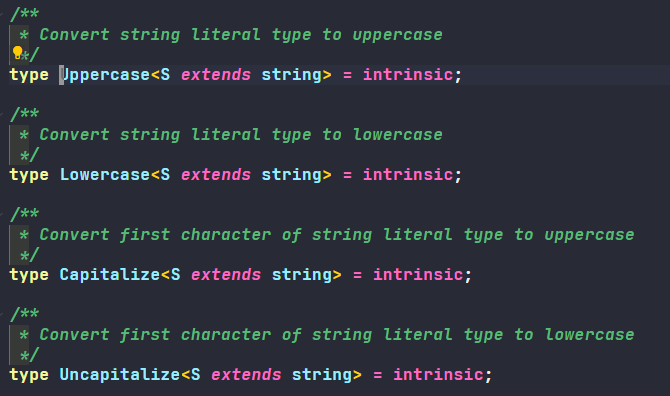 /**
 * Convert string literal type to uppercase
 */
type Uppercase<S extends string> = intrinsic;

/**
 * Convert string literal type to lowercase
 */
type Lowercase<S extends string> = intrinsic;

/**
 * Convert first character of string literal type to uppercase
 */
type Capitalize<S extends string> = intrinsic;

/**
 * Convert first character of string literal type to lowercase
 */
type Uncapitalize<S extends string> = intrinsic;